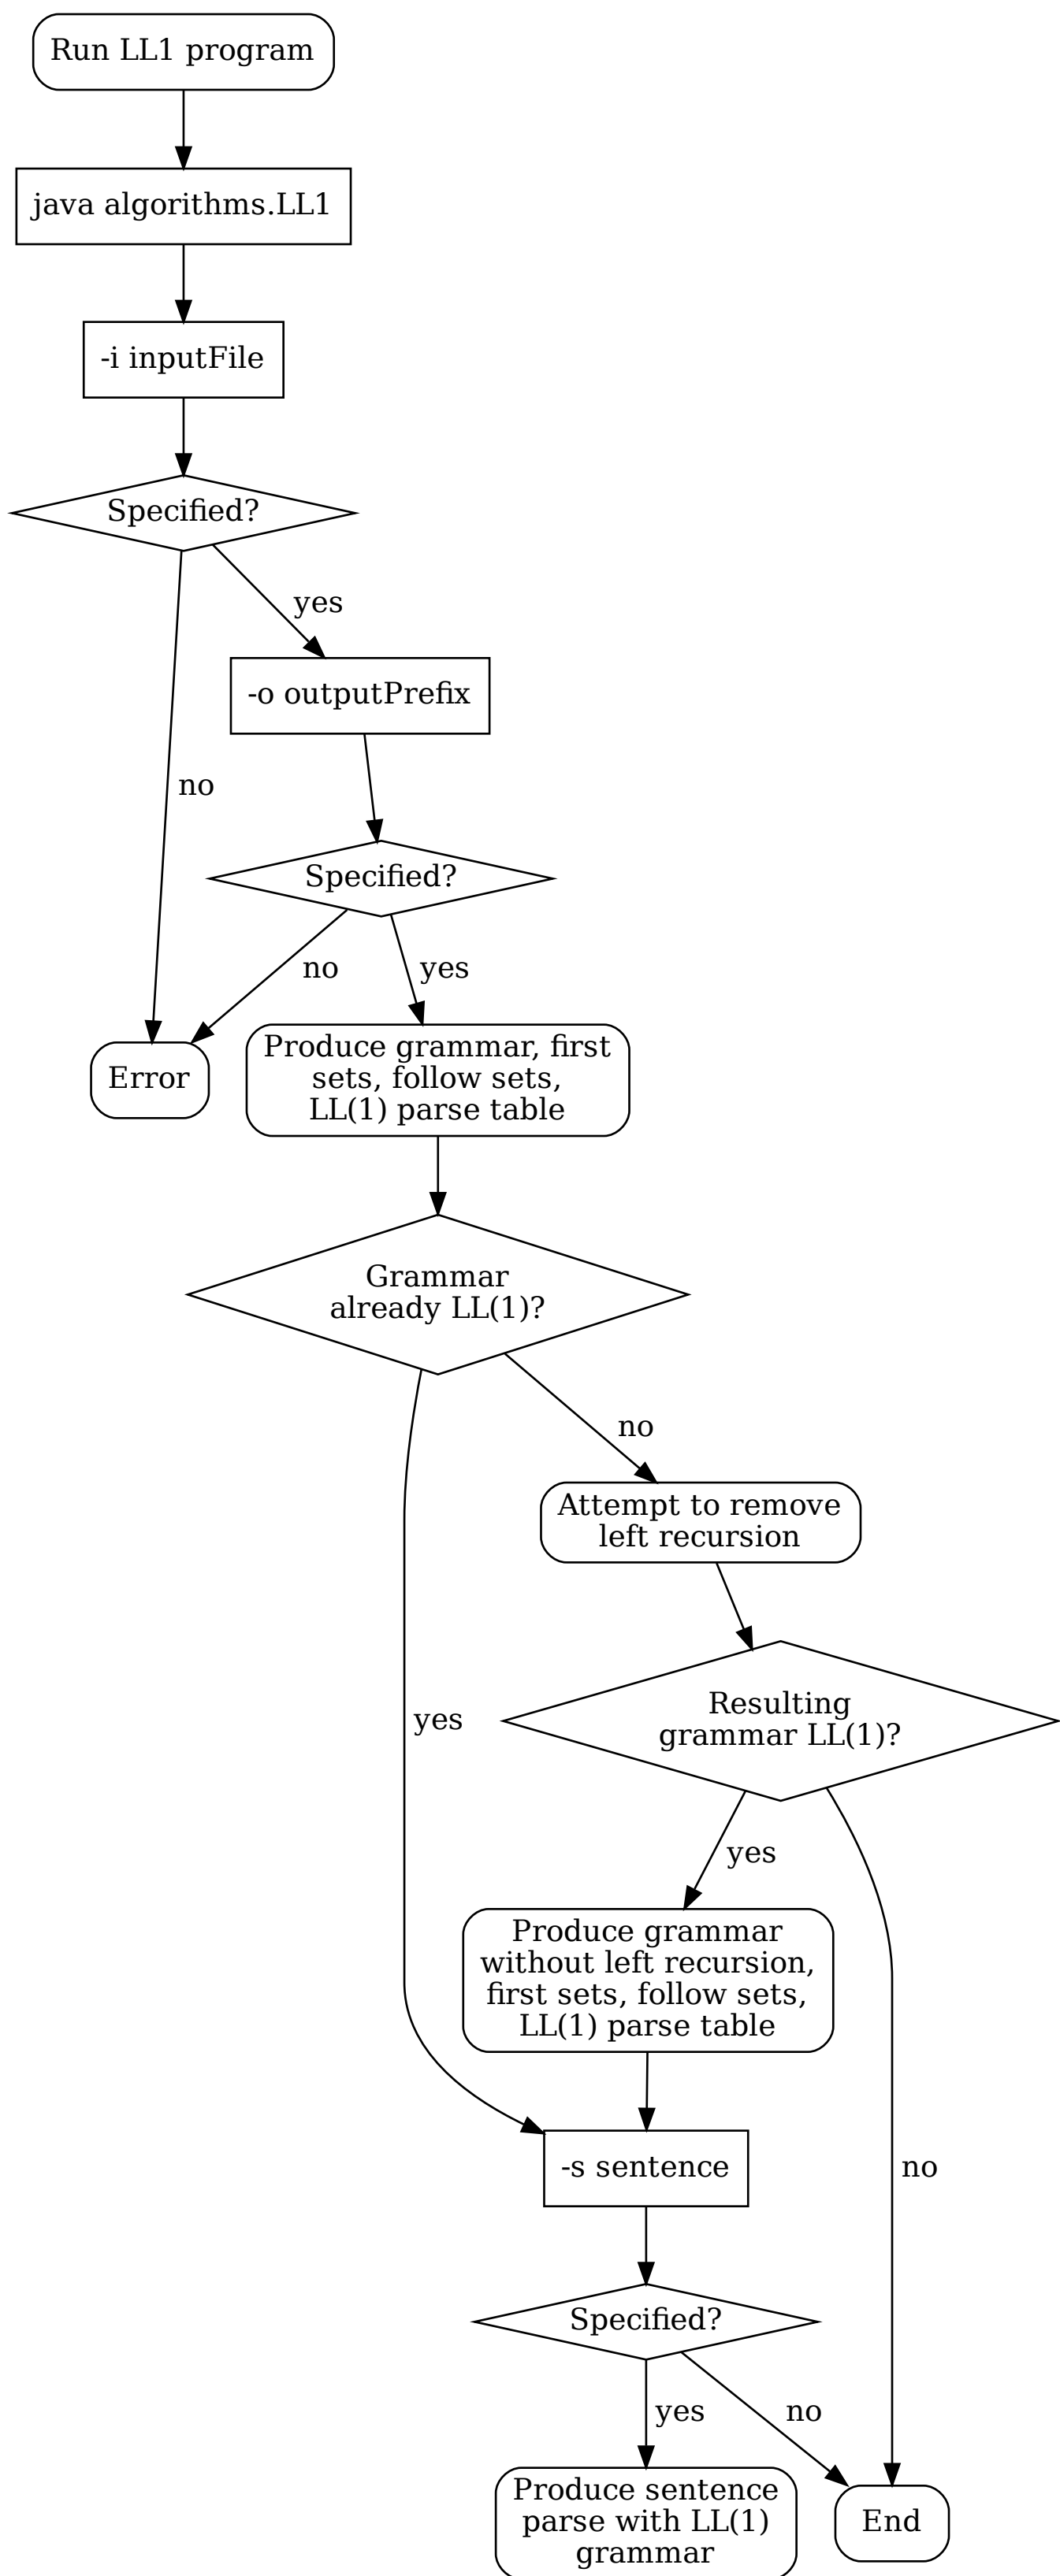 Run LL1 program
java algorithms.LL1
-i inputFile
Specified?
yes
-o outputPrefix
no
Specified?
no
yes
Error
Produce grammar, first
sets, follow sets,
LL(1) parse table
Grammar
already LL(1)?
no
Attempt to remove
left recursion
Resulting
grammar LL(1)?
yes
yes
Produce grammar
without left recursion,
first sets, follow sets,
LL(1) parse table
-s sentence
no
Specified?
yes
no
Produce sentence
parse with LL(1)
grammar
End